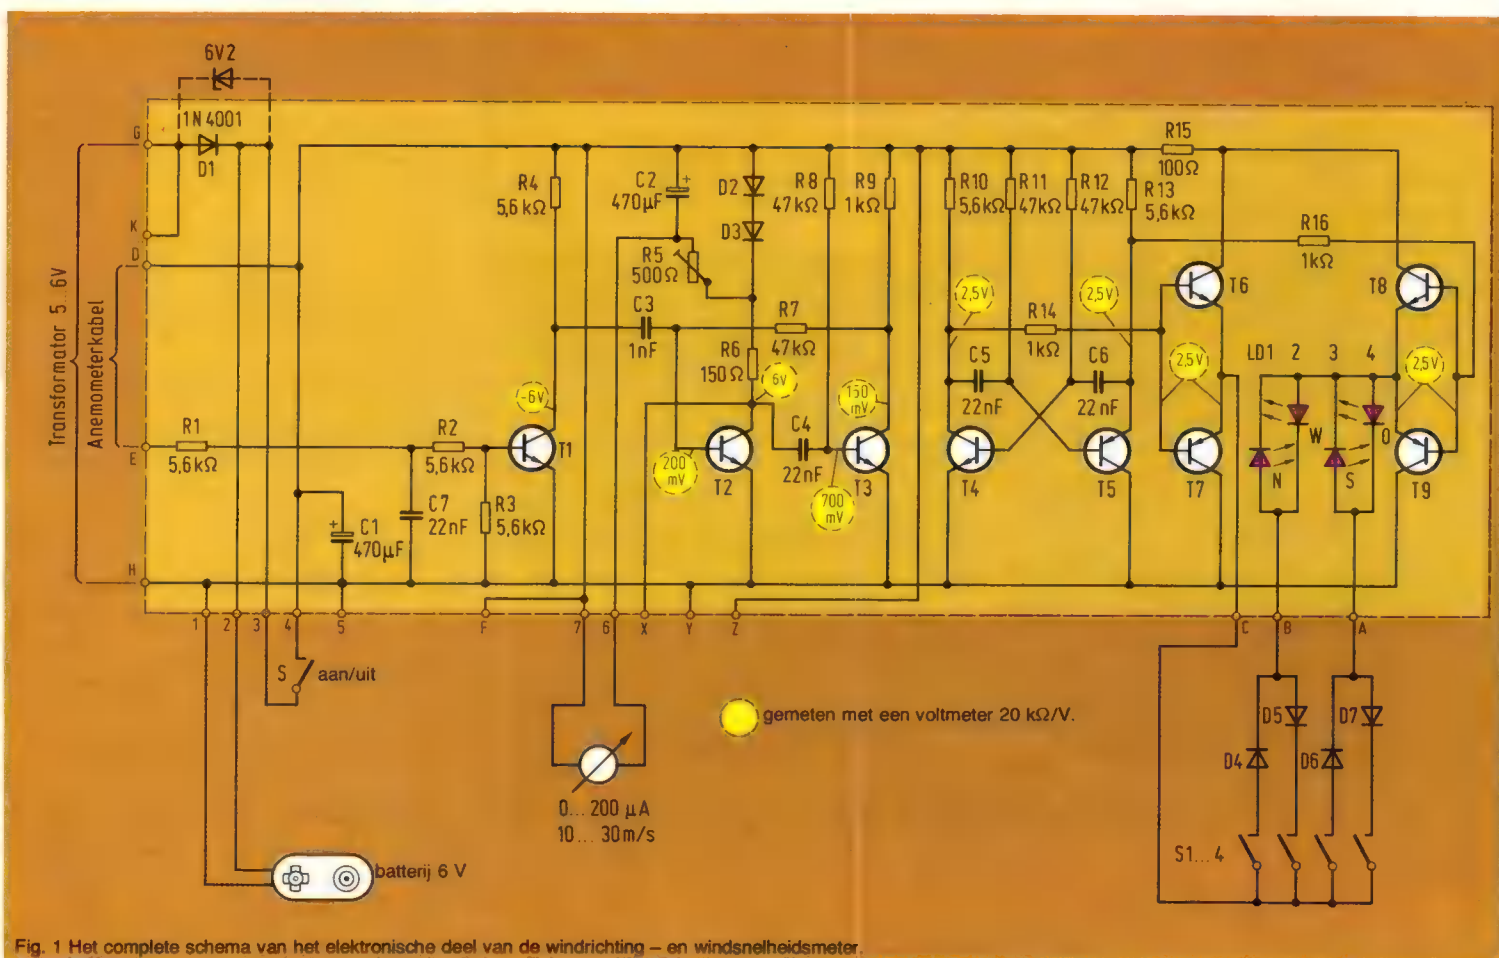 6V2
1N4001
D1
G
K
D
E
H
Transformator 5...6V
Anemometerkabel
R1
5,6kΩ
R2
5,6kΩ
R3
5,6kΩ
C7
22nF
C1
+
470µF
R4
5,6kΩ
-6V
T1
C2
+
470µF
R5
500Ω
C3
1nF
D2
D3
R6
150Ω
6V
R7
47kΩ
R8
47kΩ
R9
1kΩ
200 mV
T2
C4
22nF
150 mV
700 mV
T3
R10
5,6kΩ
R11
47kΩ
R12
47kΩ
R13
5,6kΩ
R15
100Ω
R16
1kΩ
2,5V
R14
1kΩ
2,5V
C5
22nF
C6
22nF
T4
T5
T6
T7
2,5V
T8
T9
2,5V
LD1 2 3 4
N
W
S
O
1 2 3 4 5 F 7 6 X Y Z C B A
S aan/uit
batterij 6 V
0...200 µA
10...30m/s
gemeten met een voltmeter 20 kΩ/V.
D4
D5
D6
D7
S1...4
Fig. 1 Het complete schema van het elektronische deel van de windrichting – en windsnelheidsmeter.